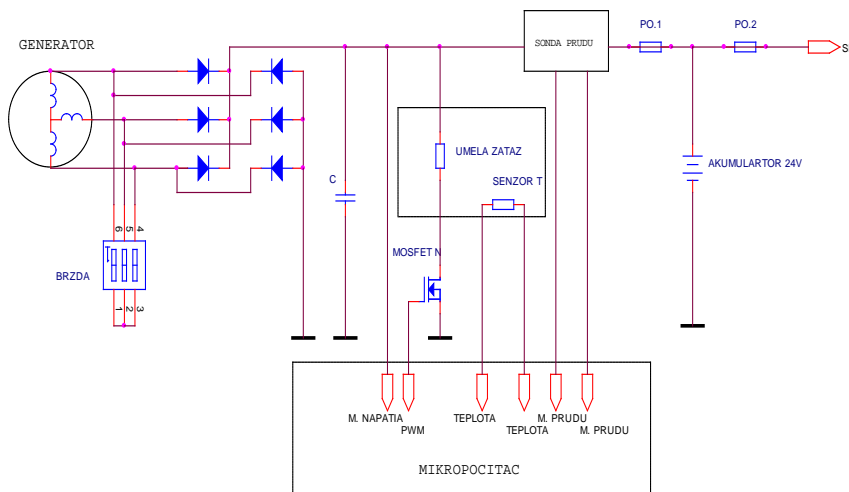 GENERATOR
SONDA PRUDU
PO.1
PO.2
S
UMELA ZATAZ
SENZOR T
AKUMULARTOR 24V
C
MOSFET N
6
5
4
BRZDA
1
2
3
M. NAPATIA
PWM
TEPLOTA
TEPLOTA
M. PRUDU
M. PRUDU
MIKROPOCITAC